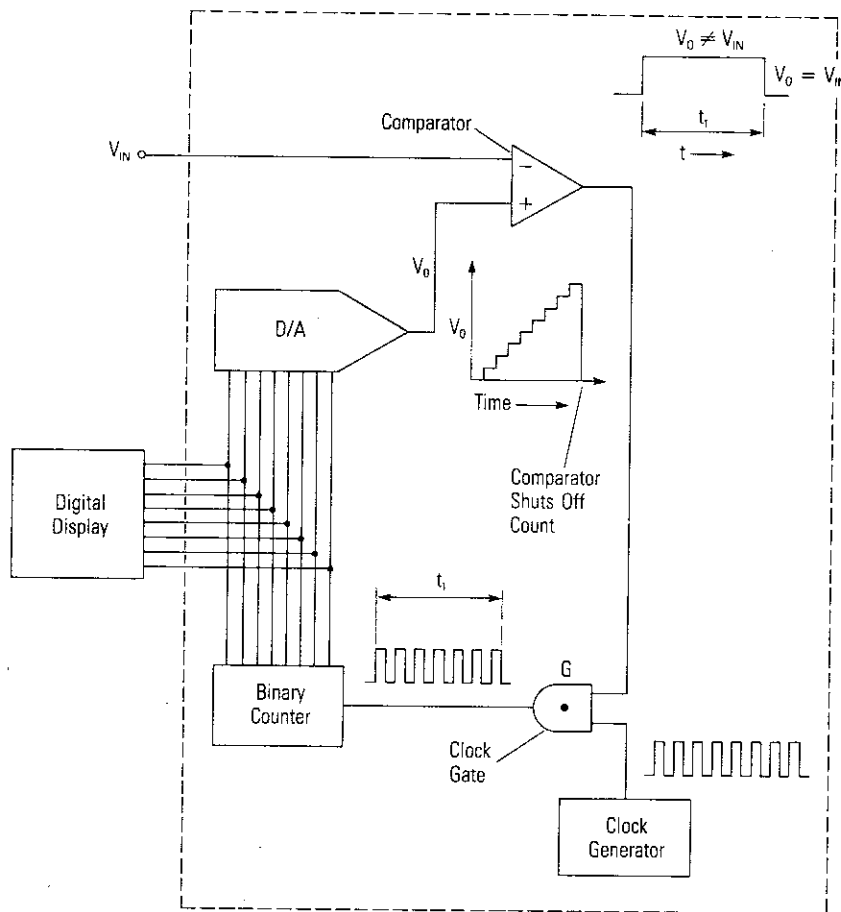 V₀ ≠ V_IN
V₀ = V_IN
t₁
t
Comparator
V_IN
−
+
V₀
D/A
V₀
Time
Comparator
Shuts Off
Count
Digital
Display
t₁
Binary
Counter
G
Clock
Gate
Clock
Generator